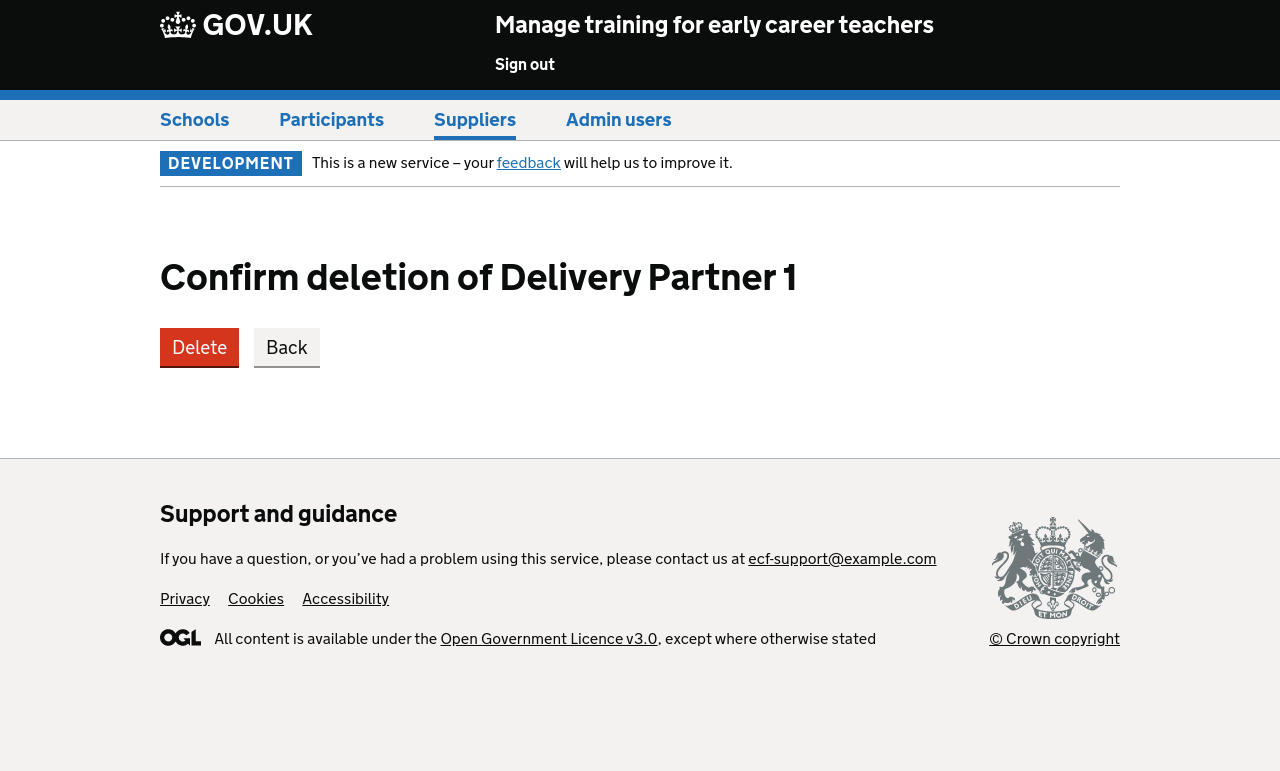 GOV.UK
Manage training for early career teachers
Sign out
Schools Participants Suppliers Admin users
DEVELOPMENT This is a new service – your feedback will help us to improve it.
Confirm deletion of Delivery Partner 1
Delete Back
Support and guidance
If you have a question, or you’ve had a problem using this service, please contact us at ecf-support@example.com
Privacy Cookies Accessibility
OGL All content is available under the Open Government Licence v3.0, except where otherwise stated
DIEU ET MON DROIT
© Crown copyright